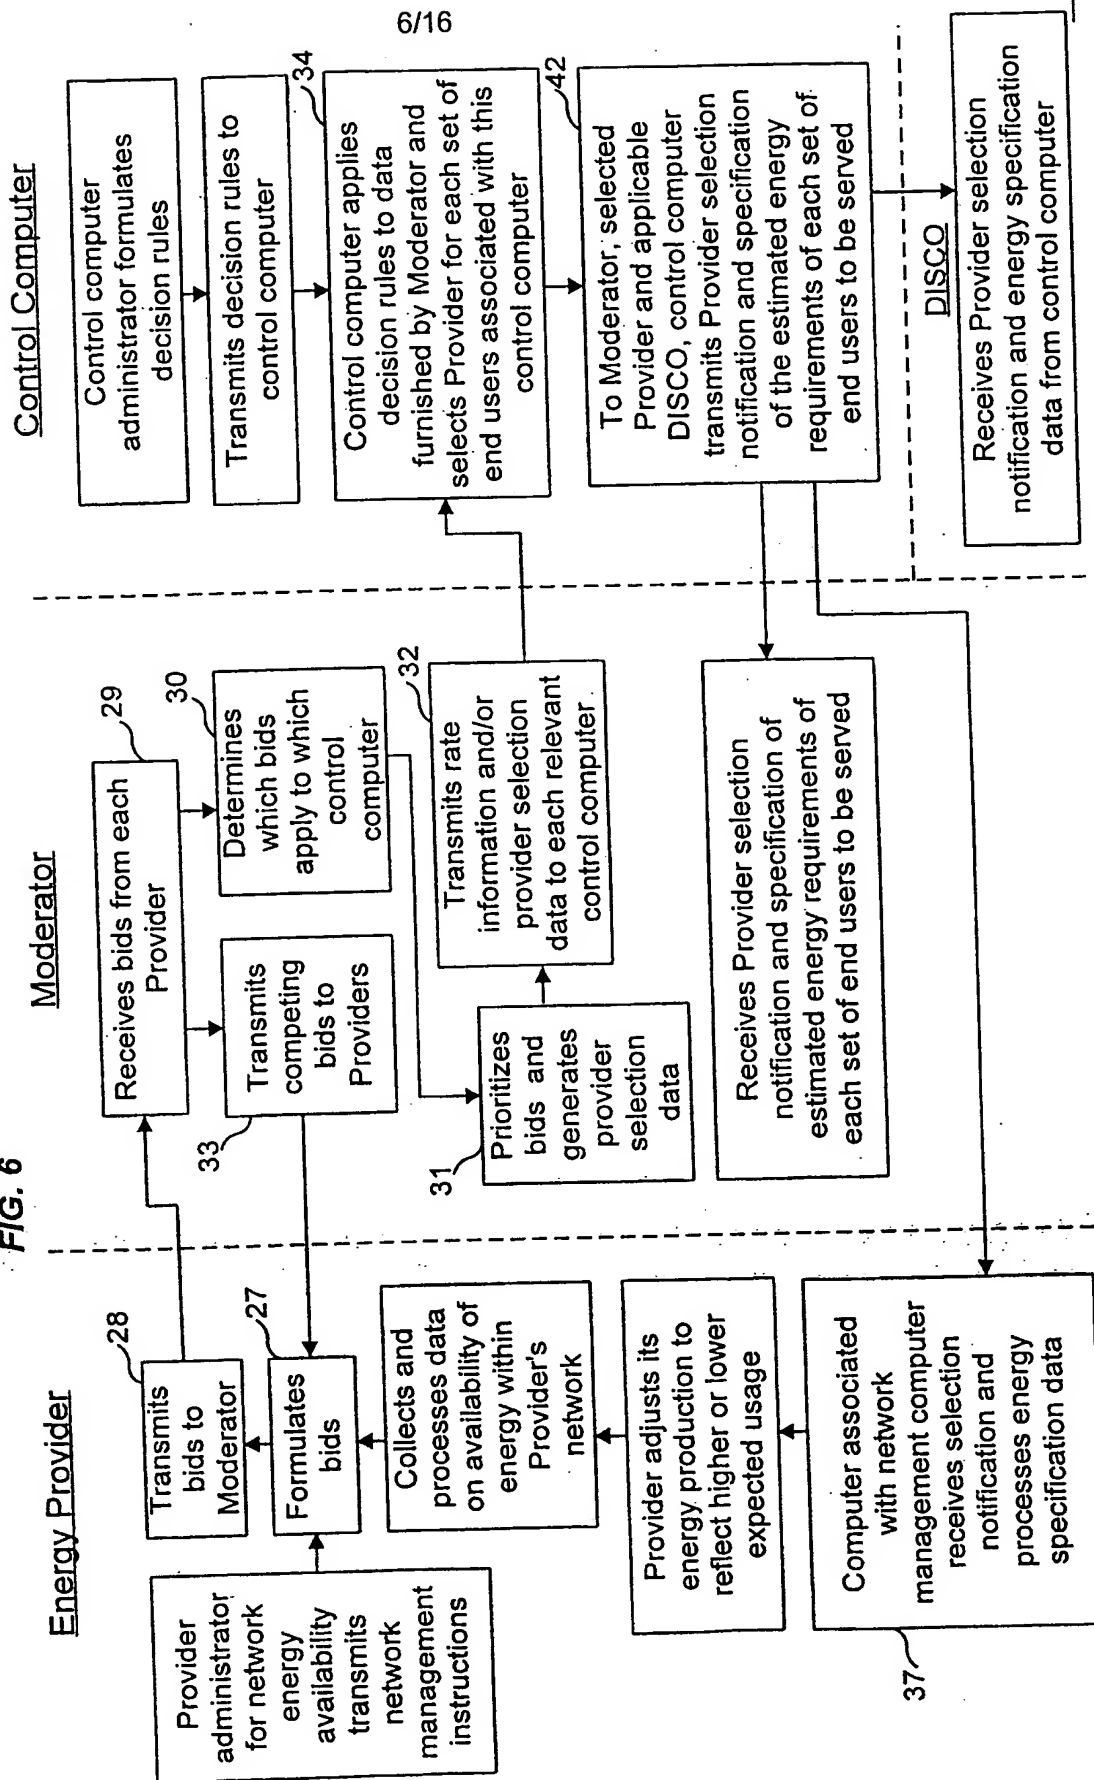 6/16
FIG. 6
Energy Provider
Moderator
Control Computer
Provider
administrator
for network
energy
availability
transmits
network
management
instructions
28
Transmits
bids to
Moderator
27
Formulates
bids
Collects and
processes data
on availability of
energy within
Provider's
network
Provider adjusts its
energy production to
reflect higher or lower
expected usage
37
Computer associated
with network
management computer
receives selection
notification and
processes energy
specification data
29
Receives bids from each
Provider
33
Transmits
competing
bids to
Providers
30
Determines
which bids
apply to which
control
computer
31
Prioritizes
bids and
generates
provider
selection
data
32
Transmits rate
information and/or
provider selection
data to each relevant
control computer
Receives Provider selection
notification and specification of
estimated energy requirements of
each set of end users to be served
Control computer
administrator formulates
decision rules
Transmits decision rules to
control computer
34
Control computer applies
decision rules to data
furnished by Moderator and
selects Provider for each set of
end users associated with this
control computer
42
To Moderator, selected
Provider and applicable
DISCO, control computer
transmits Provider selection
notification and specification
of the estimated energy
requirements of each set of
end users to be served
DISCO
Receives Provider selection
notification and energy specification
data from control computer